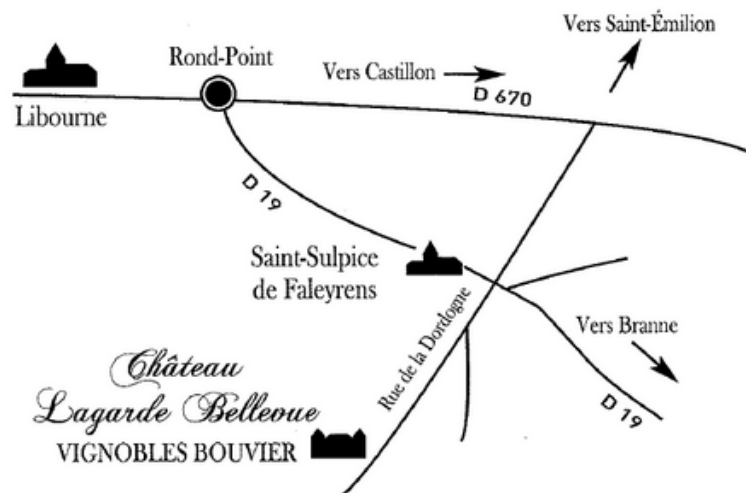 Vers Saint-Émilion
Rond-Point
Vers Castillon
D 670
Libourne
D 19
Saint-Sulpice
de Faleyrens
Rue de la Dordogne
Vers Branne
D 19
Château
Lagarde Bellevue
VIGNOBLES BOUVIER